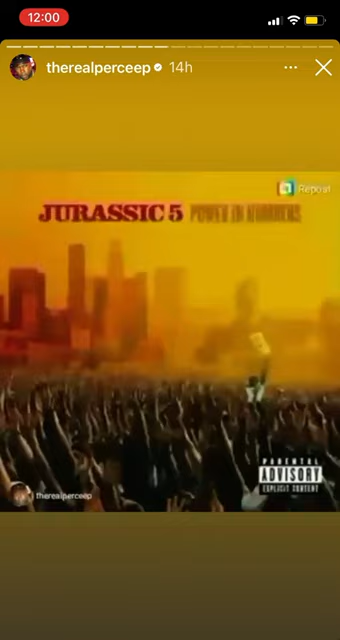 12:00
therealperceep 14h
Repost
JURASSIC 5 POWER IN NUMBERS
PARENTAL
ADVISORY
EXPLICIT CONTENT
therealperceep